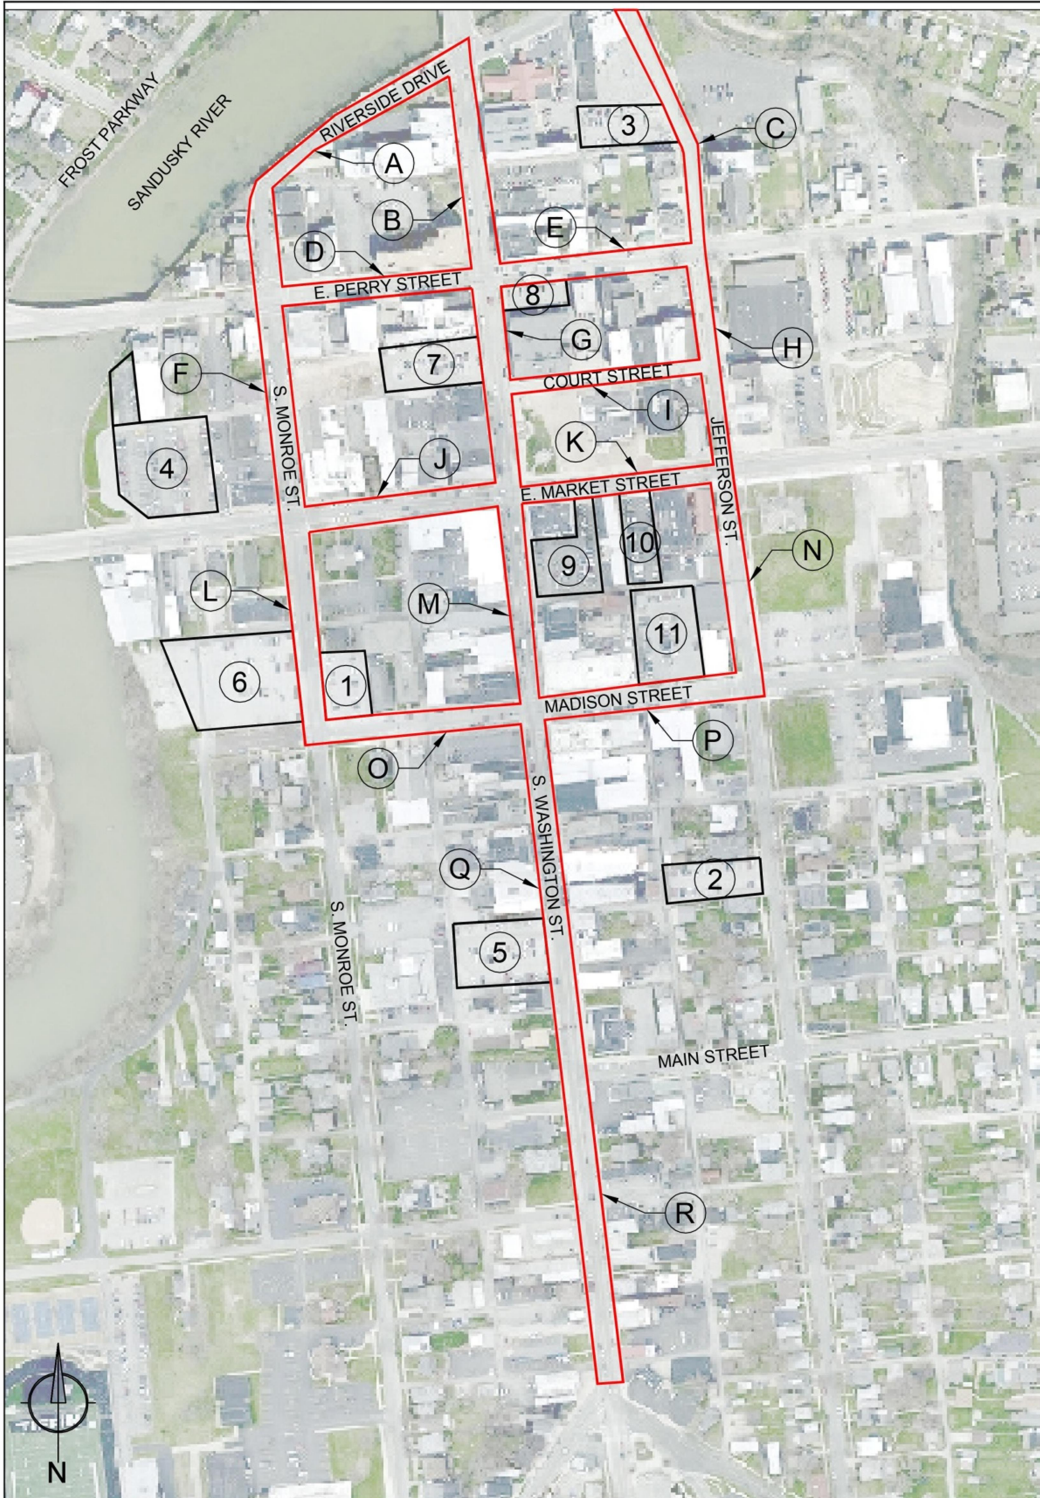 FROST PARKWAY
SANDUSKY RIVER
RIVERSIDE DRIVE
3
C
A
B
E
D
E. PERRY STREET
8
G
H
7
F
COURT STREET
I
S. MONROE ST.
JEFFERSON ST.
K
J
4
E. MARKET STREET
10
9
N
L
M
11
6
1
MADISON STREET
P
O
S. WASHINGTON ST.
Q
2
S. MONROE ST.
5
MAIN STREET
R
N